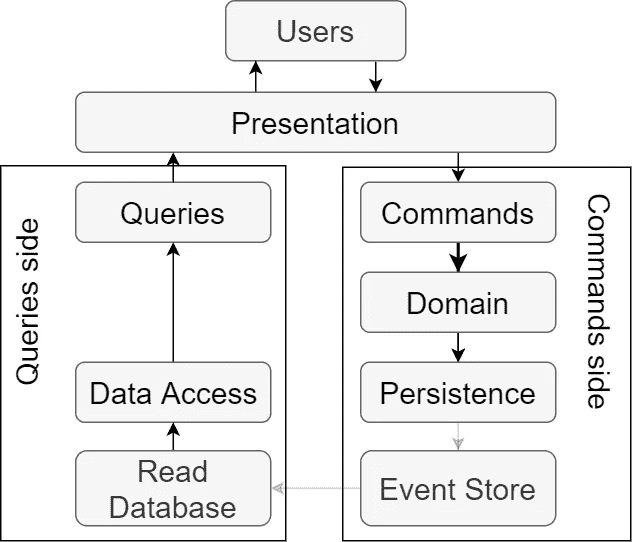 Users
Presentation
Queries side
Queries
Data Access
Read
Database
Commands
Domain
Persistence
Event Store
Commands side